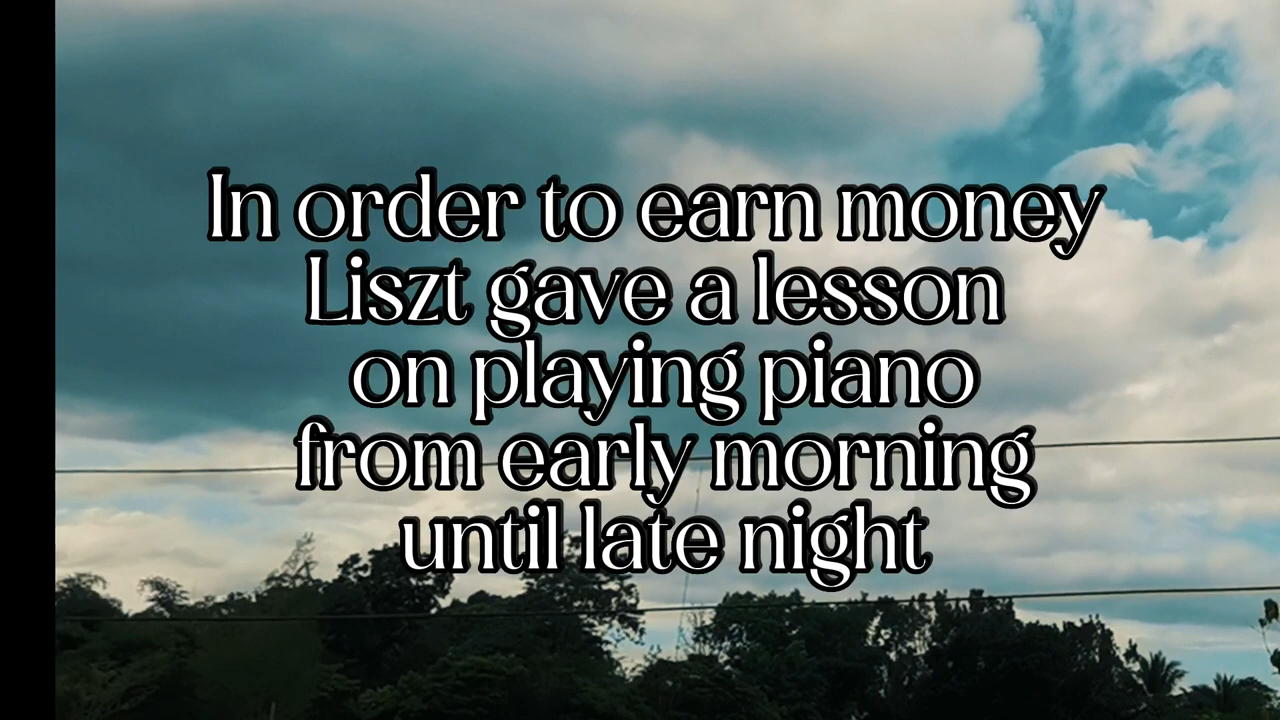 In order to earn money
Liszt gave a lesson
on playing piano
from early morning
until late night